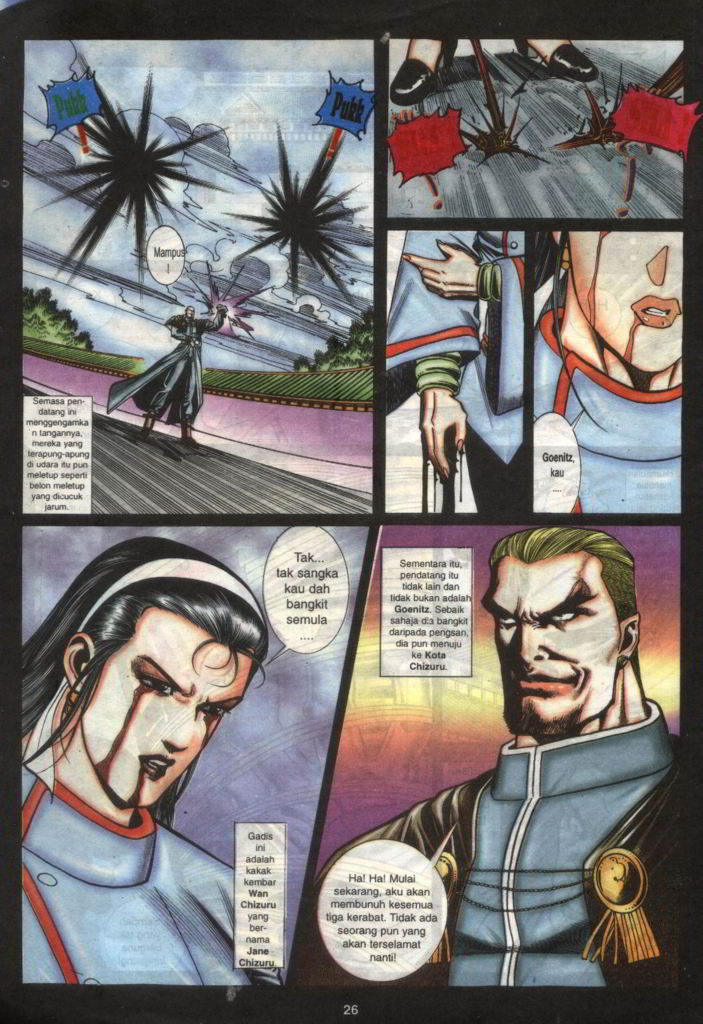 Pukk
Pukk
Mampus
!
Semasa pen-
datang ini
menggengamka
n tangannya,
mereka yang
terapung-apung
di udara itu pun
meletup seperti
belon meletup
yang dicucuk
jarum.
Goenitz,
kau
....
Tak...
tak sangka
kau dah
bangkit
semula
....
Gadis
ini
adalah
kakak
kembar
Wan
Chizuru
yang
ber-
nama
Jane
Chizuru.
Sementara itu,
pendatang itu
tidak lain dan
tidak bukan adalah
Goenitz. Sebaik
sahaja dia bangkit
daripada pengsan,
dia pun menuju
ke Kota
Chizuru.
Ha! Ha! Mulai
sekarang, aku akan
membunuh kesemua
tiga kerabat. Tidak ada
seorang pun yang
akan terselamat
nanti!
26